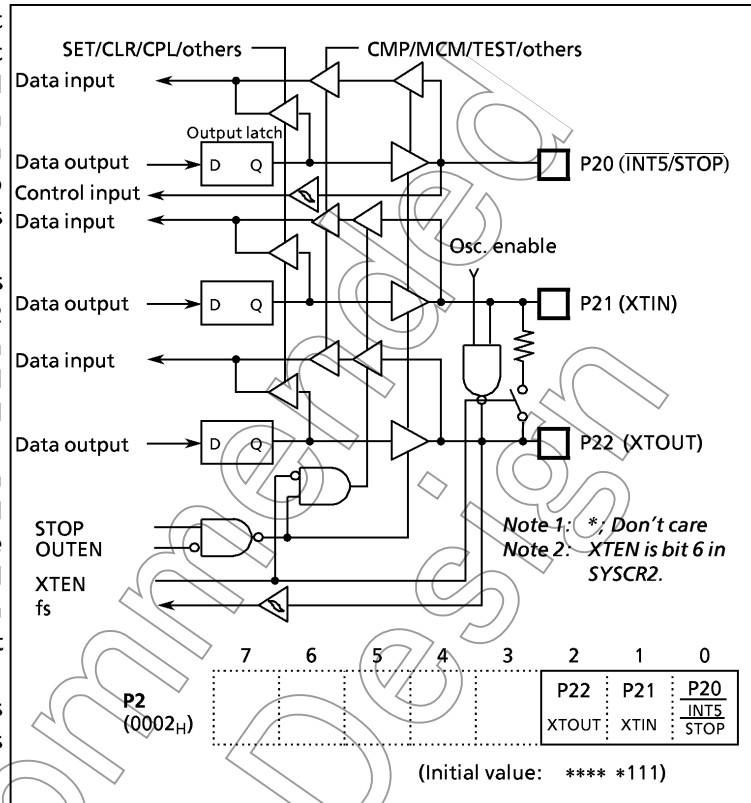 SET/CLR/CPL/others CMP/MCM/TEST/others
Data input
Output latch
Data output D Q P20 (INT5/STOP)
Control input
Data input
Osc. enable
Data output D Q P21 (XTIN)
Data input
Data output D Q P22 (XTOUT)
STOP
OUTEN
XTEN
fs
Note 1: *; Don't care
Note 2: XTEN is bit 6 in
SYSCR2.
7 6 5 4 3 2 1 0
P2
(0002H)
P22 P21 P20
XTOUT XTIN INT5
STOP
(Initial value: **** *111)